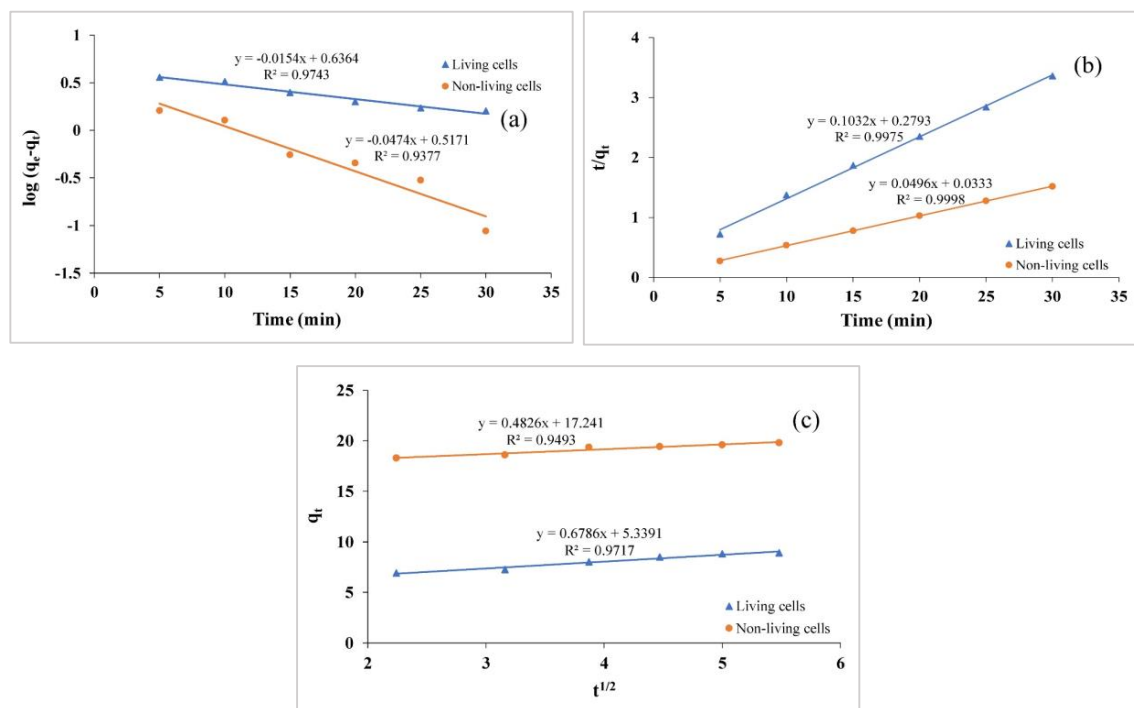 1
0.5
0
-0.5
-1
-1.5
log (qₑ-qₜ)
y = -0.0154x + 0.6364
R² = 0.9743
Living cells
Non-living cells
(a)
y = -0.0474x + 0.5171
R² = 0.9377
0 5 10 15 20 25 30 35
Time (min)
4
3
2
1
0
t/qₜ
(b)
y = 0.1032x + 0.2793
R² = 0.9975
y = 0.0496x + 0.0333
R² = 0.9998
Living cells
Non-living cells
0 5 10 15 20 25 30 35
Time (min)
25
20
15
10
5
0
qₜ
(c)
y = 0.4826x + 17.241
R² = 0.9493
y = 0.6786x + 5.3391
R² = 0.9717
Living cells
Non-living cells
2 3 4 5 6
t¹ᐟ²